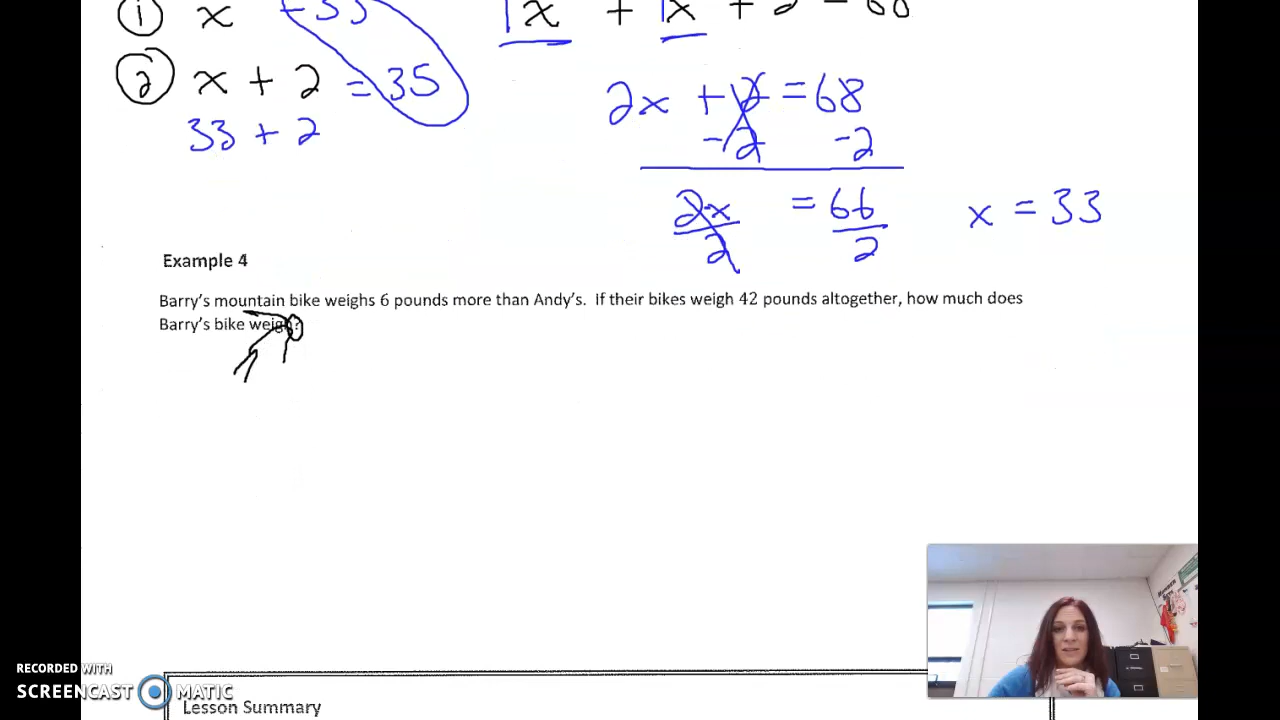 ① x = 33
1x + 1x + 2 = 68
② x + 2 = 35
33 + 2
2x + 2 = 68
-2 -2
2x = 66 x = 33
2 2
Example 4
Barry's mountain bike weighs 6 pounds more than Andy's. If their bikes weigh 42 pounds altogether, how much does
Barry's bike weigh?
RECORDED WITH
SCREENCAST MATIC
Lesson Summary